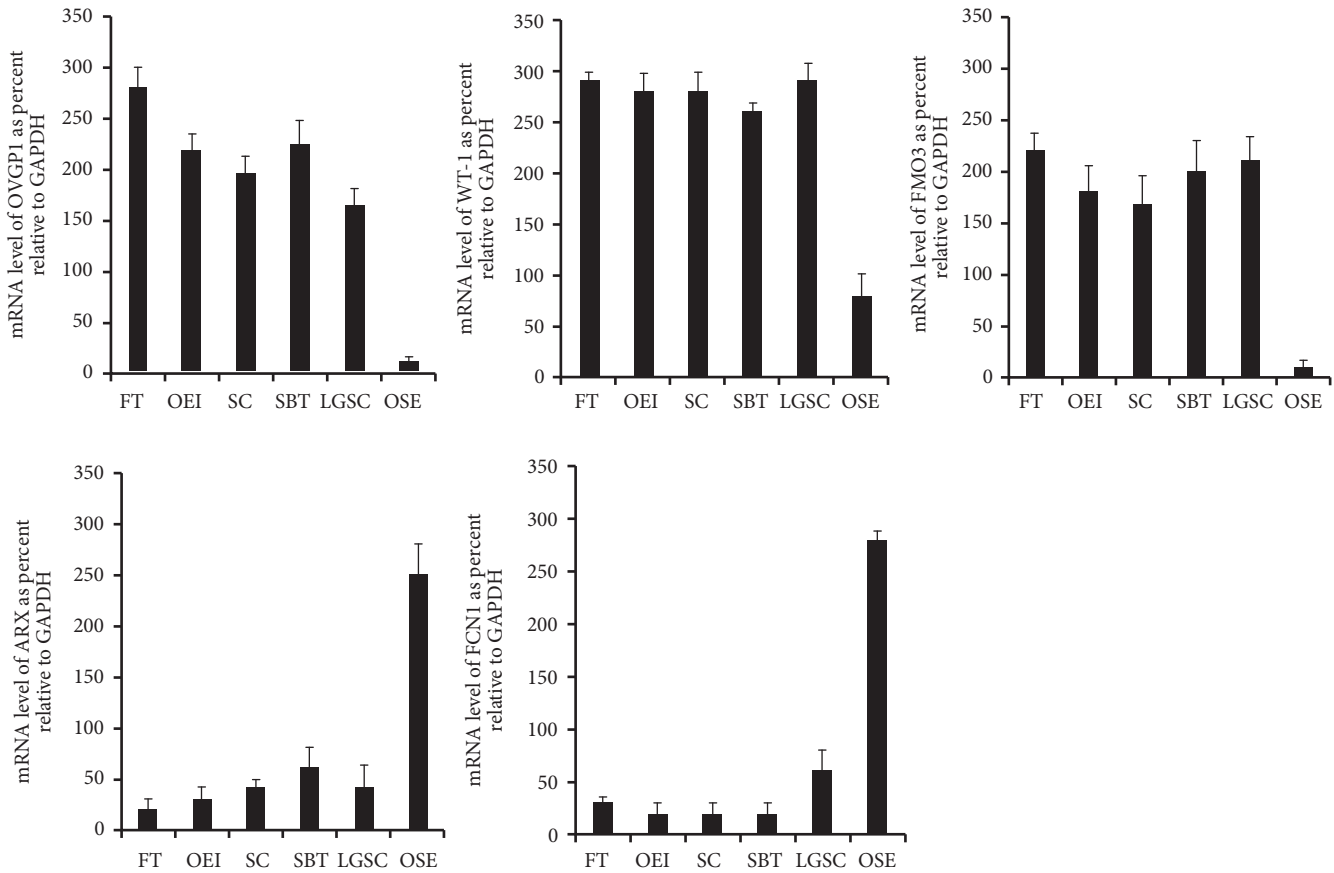 mRNA level of OVGP1 as percent
relative to GAPDH
350
300
250
200
150
100
50
0
FT OEI SC SBT LGSC OSE
mRNA level of WT-1 as percent
relative to GAPDH
350
300
250
200
150
100
50
0
FT OEI SC SBT LGSC OSE
mRNA level of FMO3 as percent
relative to GAPDH
350
300
250
200
150
100
50
0
FT OEI SC SBT LGSC OSE
mRNA level of ARX as percent
relative to GAPDH
350
300
250
200
150
100
50
0
FT OEI SC SBT LGSC OSE
mRNA level of FCN1 as percent
relative to GAPDH
350
300
250
200
150
100
50
0
FT OEI SC SBT LGSC OSE